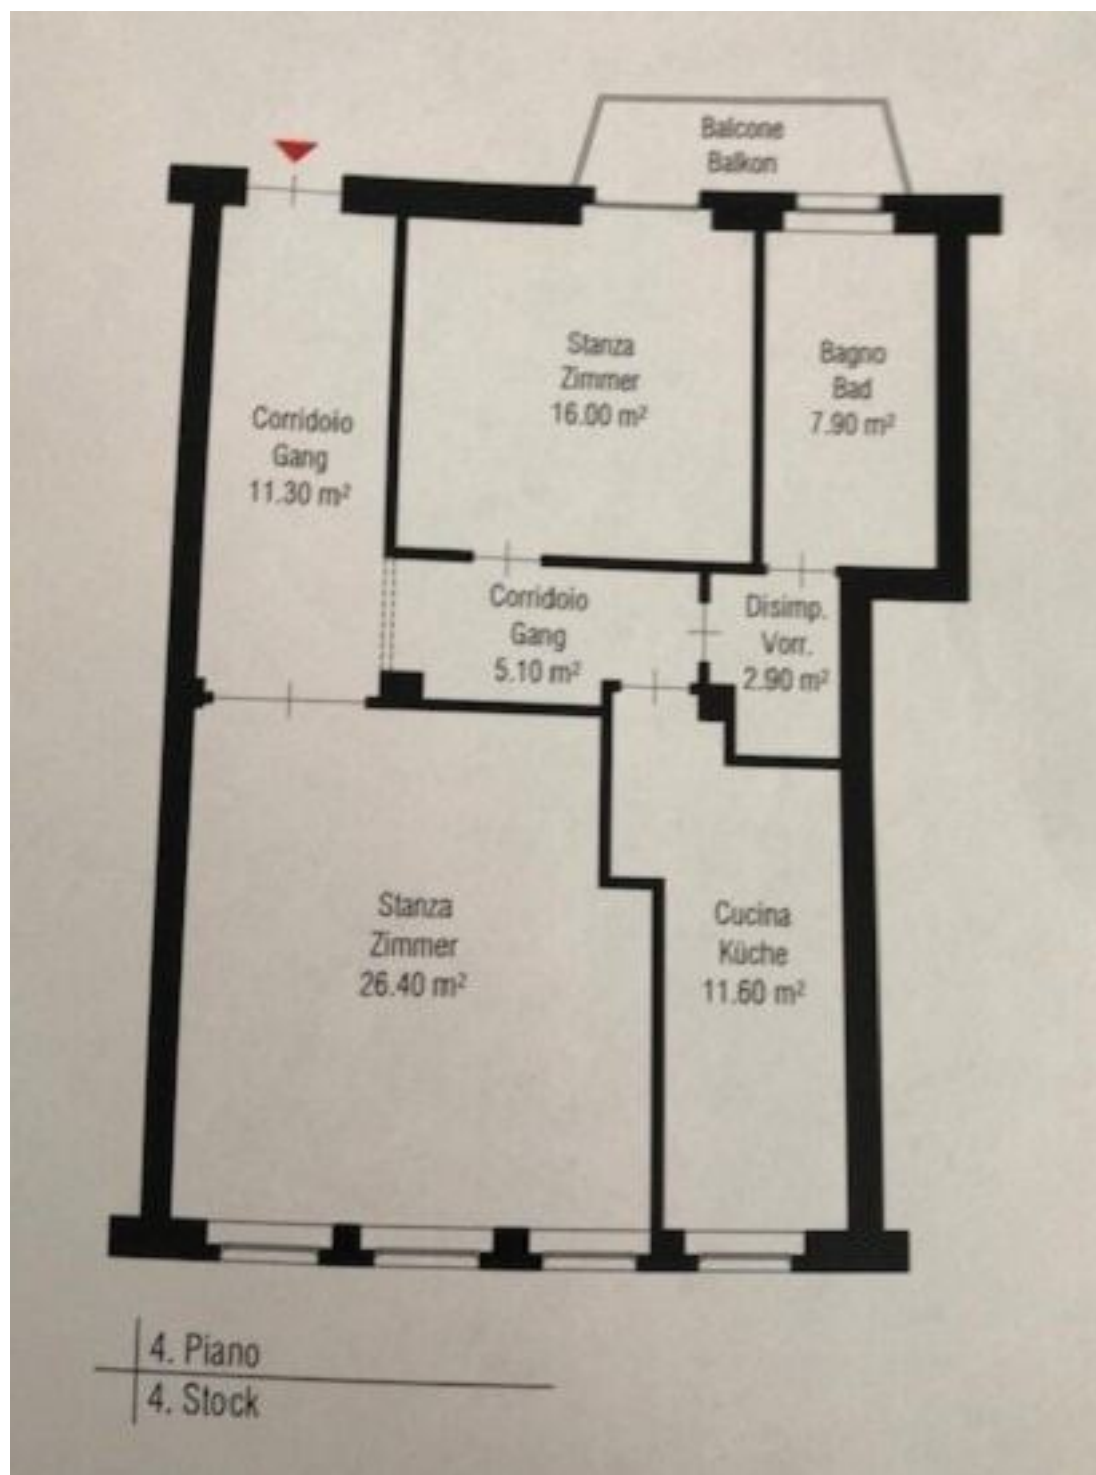 Balcone
Balkon
Stanza
Zimmer
16.00 m²
Bagno
Bad
7.90 m²
Corridoio
Gang
11.30 m²
Corridoio
Gang
5.10 m²
Disimp.
Vorr.
2.90 m²
Stanza
Zimmer
26.40 m²
Cucina
Küche
11.60 m²
4. Piano
4. Stock